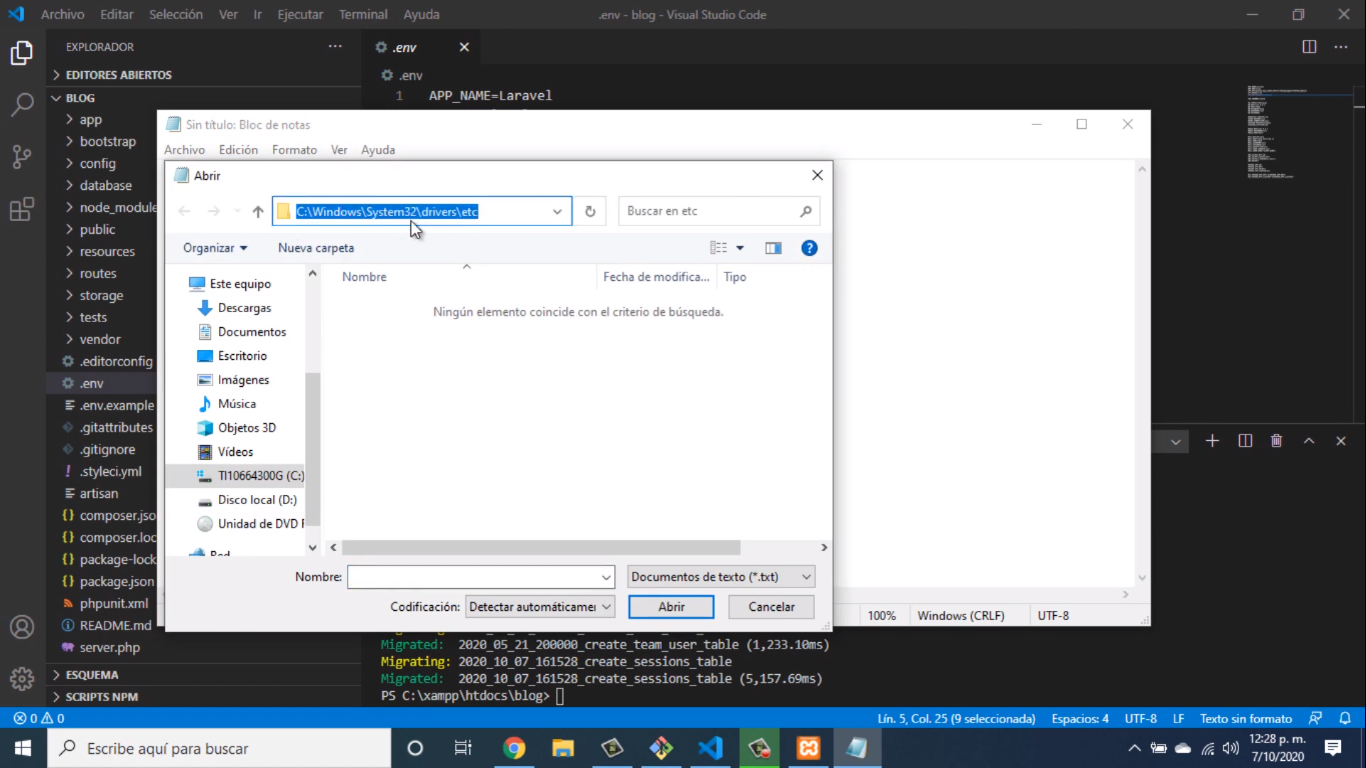 Archivo Editar Selección Ver Ir Ejecutar Terminal Ayuda
.env - blog - Visual Studio Code
EXPLORADOR
EDITORES ABIERTOS
BLOG
app
bootstrap
config
database
node_module
public
resources
routes
storage
tests
vendor
.editorconfig
.env
.env.example
.gitattributes
.gitignore
.styleci.yml
artisan
composer.jso
composer.loc
package-lock
package.json
phpunit.xml
README.md
server.php
ESQUEMA
SCRIPTS NPM
.env
.env
1 APP_NAME=Laravel
Sin título: Bloc de notas
Archivo Edición Formato Ver Ayuda
Abrir
C:\Windows\System32\drivers\etc
Buscar en etc
Organizar Nueva carpeta
Nombre Fecha de modifica... Tipo
Ningún elemento coincide con el criterio de búsqueda.
Este equipo
Descargas
Documentos
Escritorio
Imágenes
Música
Objetos 3D
Vídeos
TI10664300G (C:)
Disco local (D:)
Unidad de DVD
Red
Nombre:
Documentos de texto (*.txt)
Codificación: Detectar automáticamer
Abrir Cancelar
100% Windows (CRLF) UTF-8
Migrated: 2020_05_21_200000_create_team_user_table (1,233.10ms)
Migrating: 2020_10_07_161528_create_sessions_table
Migrated: 2020_10_07_161528_create_sessions_table (5,157.69ms)
PS C:\xampp\htdocs\blog>
0 0
Lín. 5, Col. 25 (9 seleccionada) Espacios: 4 UTF-8 LF Texto sin formato
Escribe aquí para buscar
12:28 p. m.
7/10/2020